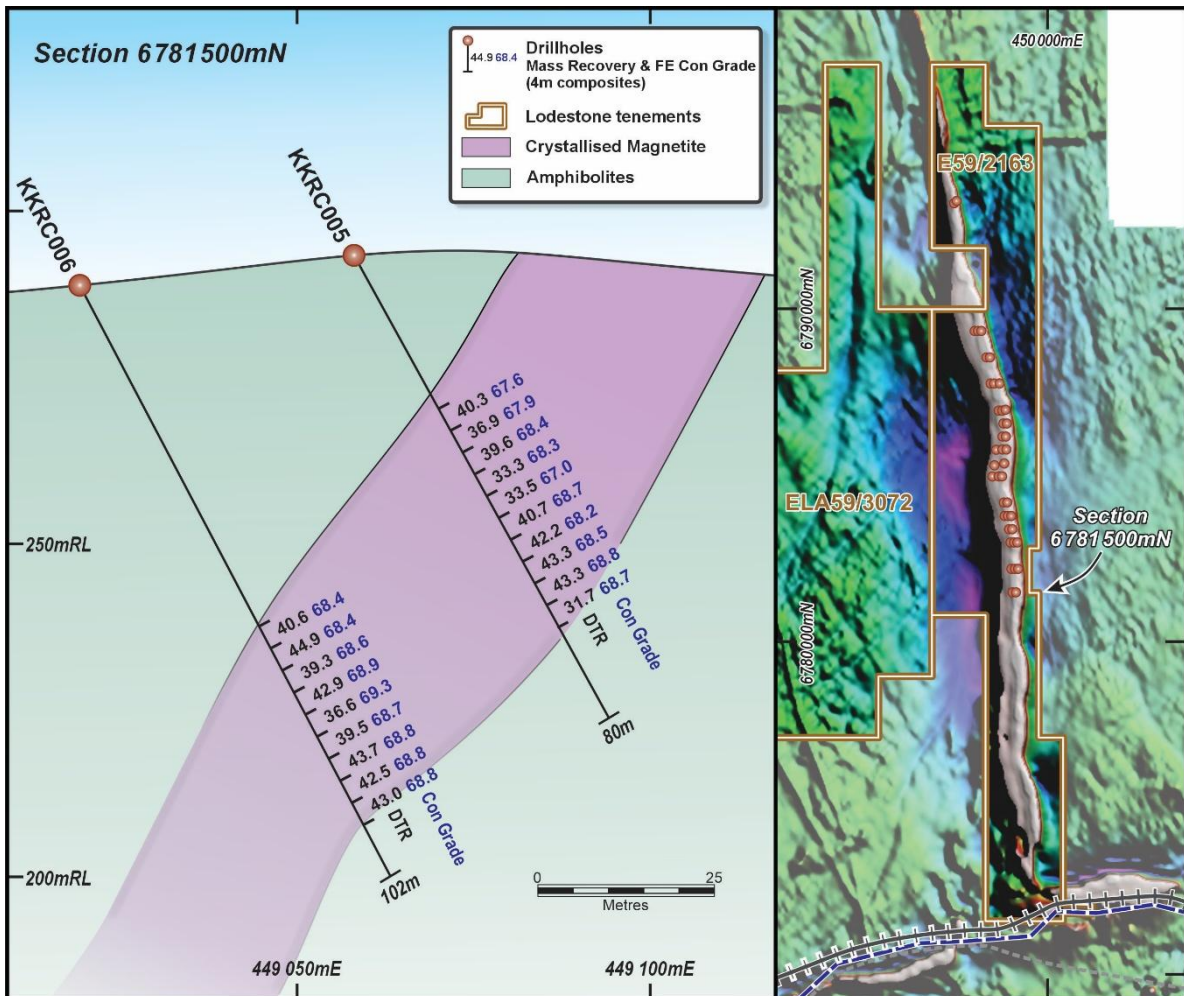 Section 6781500mN
44.9 68.4
Drillholes
Mass Recovery & FE Con Grade
(4m composites)
Lodestone tenements
Crystallised Magnetite
Amphibolites
KKRC006
KKRC005
40.3 67.6
36.9 67.9
39.6 68.4
33.3 68.3
33.5 67.0
40.7 68.7
42.2 68.2
43.3 68.5
43.3 68.8
31.7 68.7
DTR
Con Grade
80m
250mRL
40.6 68.4
44.9 68.4
39.3 68.6
42.9 68.9
36.6 69.3
39.5 68.7
43.7 68.8
42.5 68.8
43.0 68.8
DTR
Con Grade
102m
200mRL
0
25
Metres
449 050mE
449 100mE
450 000mE
E59/2163
6790000mN
ELA59/3072
Section
6781500mN
6780000mN